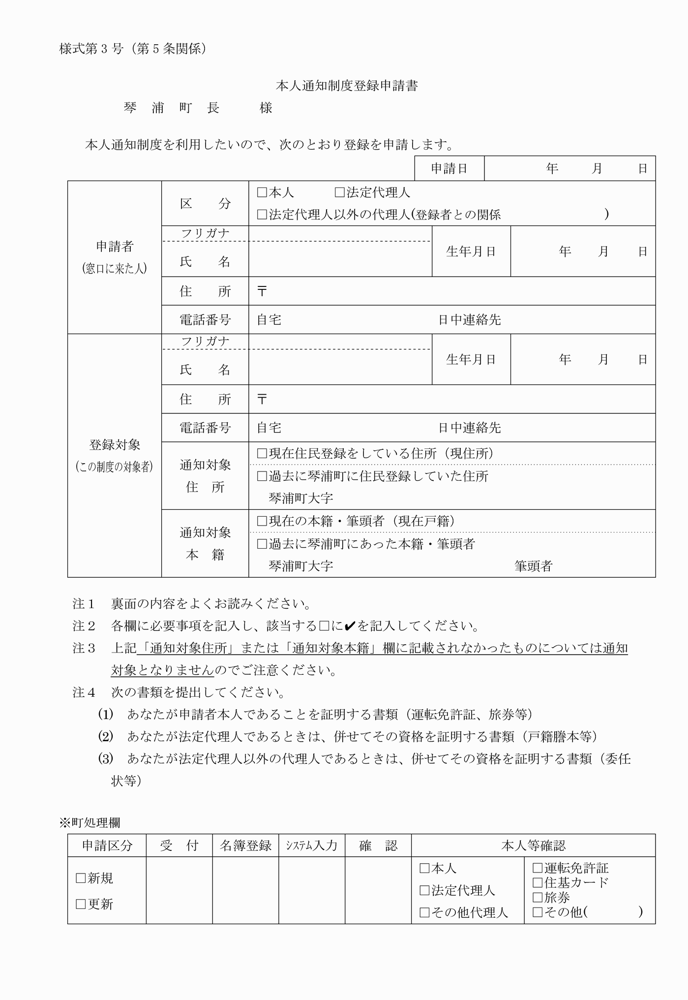 様式第３号（第５条関係）
本人通知制度登録申請書
琴　浦　町　長　　　様
本人通知制度を利用したいので、次のとおり登録を申請します。
申請日　　　　年　　月　　日
区　　分
□本人　　　□法定代理人
□法定代理人以外の代理人(登録者との関係　　　　　　　　)
申請者
(窓口に来た人)
フリガナ
氏　　名
生年月日　　　　年　　月　　日
住　　所　〒
電話番号　自宅　　　　　　　　　　　　日中連絡先
登録対象
(この制度の対象者)
フリガナ
氏　　名
生年月日　　　　年　　月　　日
住　　所　〒
電話番号　自宅　　　　　　　　　　　　日中連絡先
通知対象
住　所
□現在住民登録をしている住所（現住所）
□過去に琴浦町に住民登録していた住所
琴浦町大字
通知対象
本　籍
□現在の本籍・筆頭者（現在戸籍）
□過去に琴浦町にあった本籍・筆頭者
琴浦町大字　　　　　　　　　　　　　　筆頭者
注１　裏面の内容をよくお読みください。
注２　各欄に必要事項を記入し、該当する□に✔を記入してください。
注３　上記「通知対象住所」または「通知対象本籍」欄に記載されなかったものについては通知
対象となりませんのでご注意ください。
注４　次の書類を提出してください。
(1)　あなたが申請者本人であることを証明する書類（運転免許証、旅券等）
(2)　あなたが法定代理人であるときは、併せてその資格を証明する書類（戸籍謄本等）
(3)　あなたが法定代理人以外の代理人であるときは、併せてその資格を証明する書類（委任
状等）
※町処理欄
申請区分　受　付　名簿登録　ｼｽﾃﾑ入力　確　認　本人等確認
□新規
□更新
□本人
□法定代理人
□その他代理人
□運転免許証
□住基カード
□旅券
□その他(　　　　)